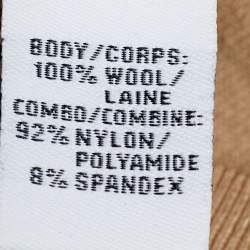 BODY/CORPS:
100% WOOL/
LAINE
COMBO/COMBINE:
92% NYLON/
POLYAMIDE
8% SPANDEX